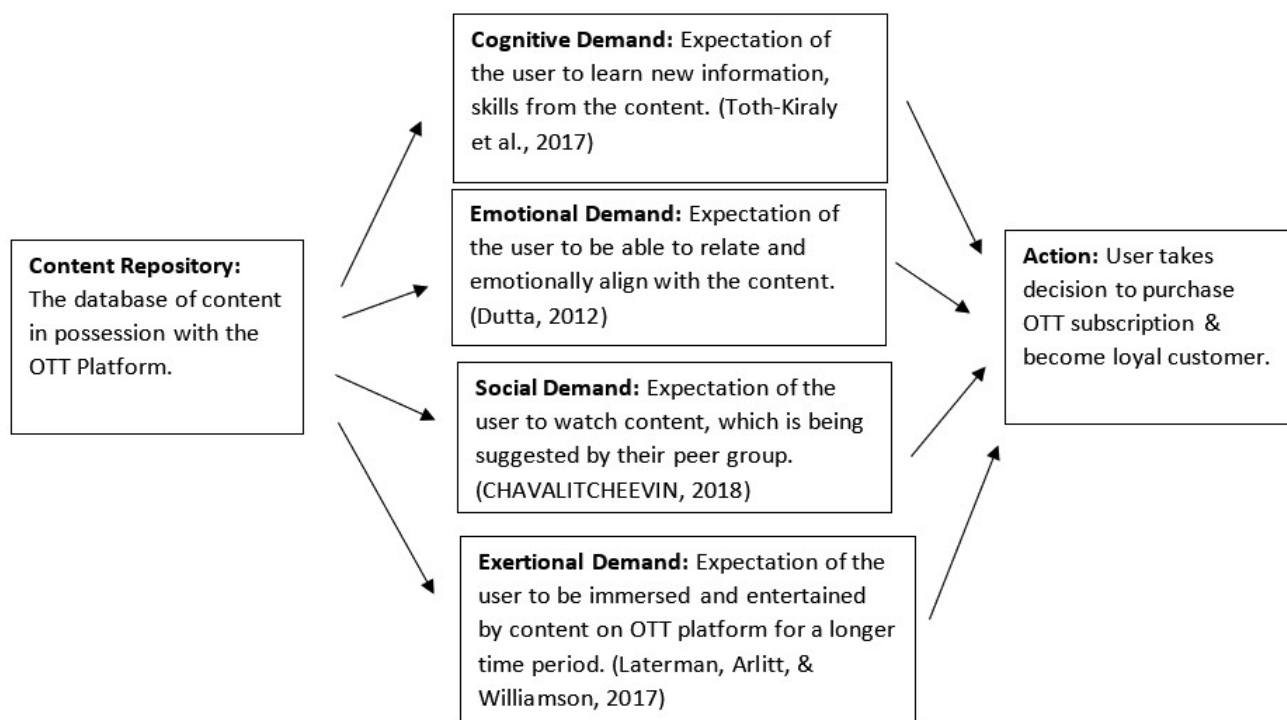 Cognitive Demand: Expectation of
the user to learn new information,
skills from the content. (Toth-Kiraly
et al., 2017)
Emotional Demand: Expectation of
the user to be able to relate and
emotionally align with the content.
(Dutta, 2012)
Content Repository:
The database of content
in possession with the
OTT Platform.
Action: User takes
decision to purchase
OTT subscription &
become loyal customer.
Social Demand: Expectation of the
user to watch content, which is being
suggested by their peer group.
(CHAVALITCHEEVIN, 2018)
Exertional Demand: Expectation of the
user to be immersed and entertained
by content on OTT platform for a longer
time period. (Laterman, Arlitt, &
Williamson, 2017)